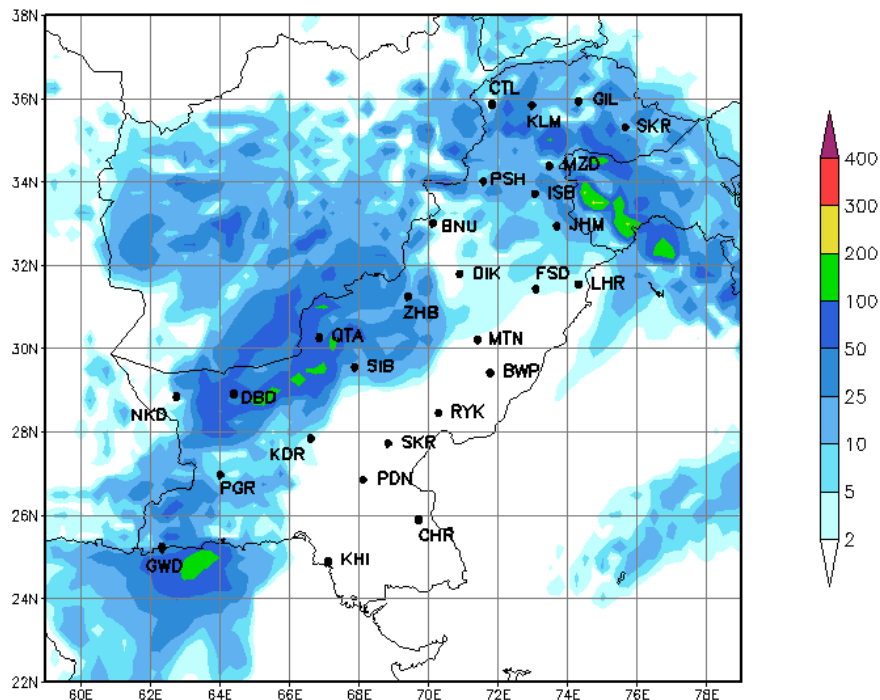 38N
36N
34N
32N
30N
28N
26N
24N
22N
60E 62E 64E 66E 68E 70E 72E 74E 76E 78E
CTL
GIL
KLM
SKR
MZD
PSH
ISB
BNU
JHM
DIK
FSD
LHR
ZHB
QTA
MTN
SIB
BWP
DBD
NKD
RYK
KDR
SKR
PGR
PDN
CHR
GWD
KHI
400
300
200
100
50
25
10
5
2